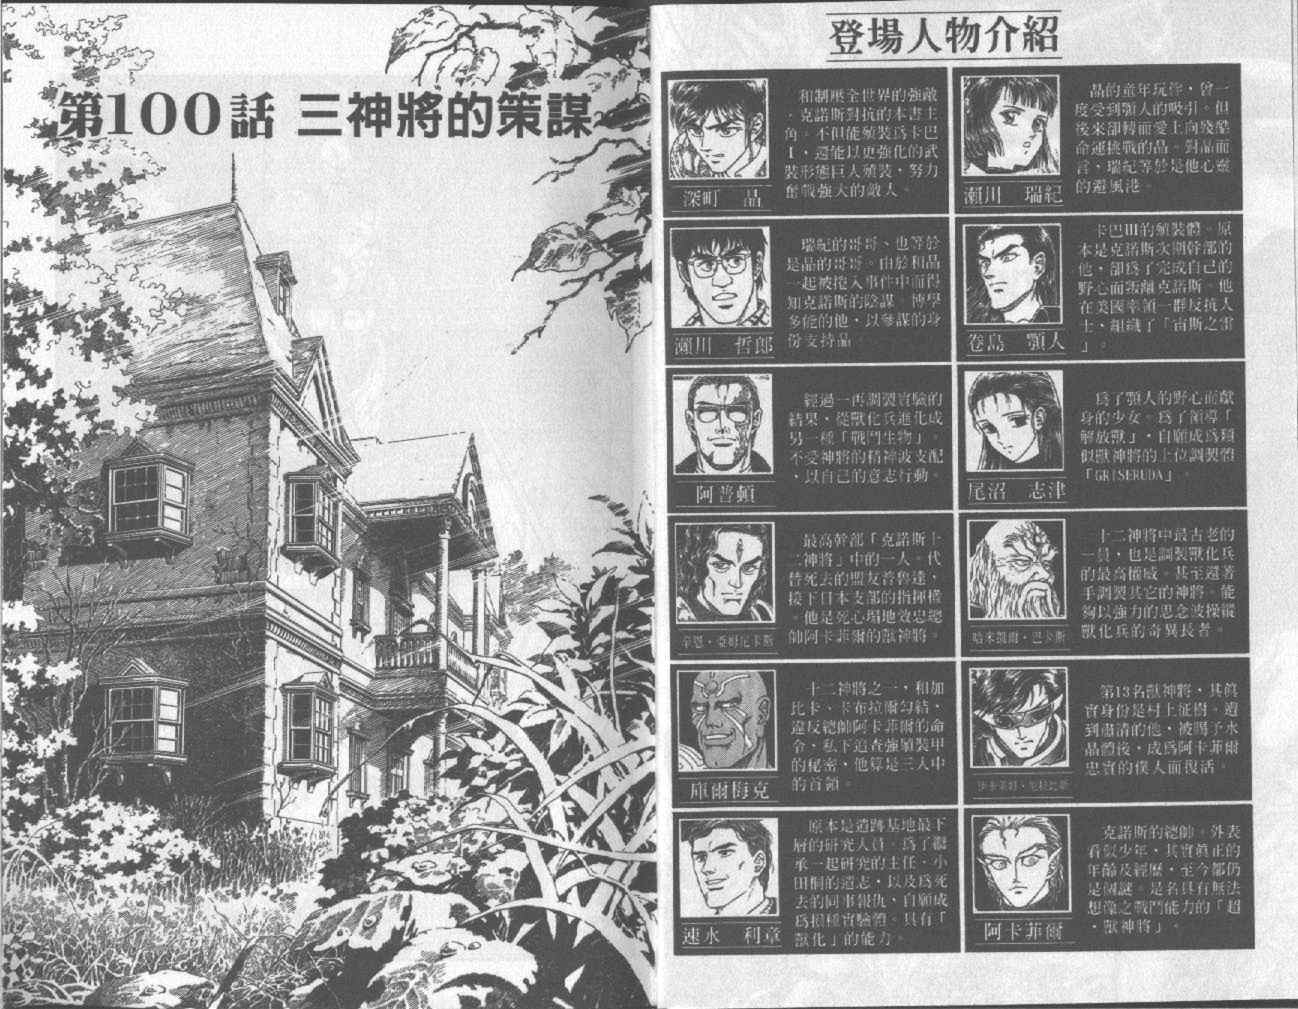 第100話 三神將的策謀
登場人物介紹
和制壓全世界的強敵
,克諾斯對抗的本書主
角。不但能殖裝爲卡巴
I,還能以更強化的武
裝形態巨人殖裝,努力
奮戰強大的敵人。
深町 晶
晶的童年玩伴,曾一
度受到顎人的吸引。但
後來卻轉而愛上向殘酷
命運挑戰的晶。對晶而
言,瑞紀等於是他心靈
的避風港。
瀨川 瑞紀
瑞紀的哥哥、也等於
是晶的哥哥。由於和晶
一起被捲入事件中而得
知克諾斯的陰謀。博學
多能的他,以參謀的身
份支持晶。
瀨川 哲郎
卡巴III的殖裝體。原
本是克諾斯次期幹部的
他,卻爲了完成自己的
野心而叛離克諾斯。他
在美國率領一群反抗人
士、組織了「宙斯之雷
」。
卷島 顎人
經過一再調製實驗的
結果,從獸化兵進化成
另一種「戰鬥生物」。
不受神將的精神波支配
,以自己的意志行動。
阿普頓
爲了顎人的野心而獻
身的少女。爲了領導「
解放獸」,自願成爲類
似獸神將的上位調製體
「GRISERUDA」。
尾沼 志津
最高幹部「克諾斯十
二神將」中的一人。代
替死去的盟友普魯達,
接下日本支部的指揮權
。他是死心塌地效忠總
帥阿卡菲爾的獸神將。
十二神將中最古老的
一員,也是調製獸化兵
的最高權威。甚至還著
手調製其它的神將。能
夠以強力的思念波操縱
獸化兵的奇異長者。
哈米凱爾·巴卡斯
十二神將之一,和加
比卡、卡布拉爾勾結,
違反總帥阿卡菲爾的命
令,私下追查強殖裝甲
的秘密,他算是三人中
的首領。
庫爾梅克
第13名獸神將,其眞
實身份是村上征樹。遭
到肅清的他,被賜予水
晶體後,成爲阿卡菲爾
忠實的僕人而復活。
原本是遺跡基地最下
層的研究人員。爲了繼
承一起研究的主任,小
田桐的遺志,以及爲死
去的同事報仇、自願成
爲損種實驗體。具有「
獸化」的能力。
速水 利章
克諾斯的總帥。外表
看似少年,其實眞正的
年齡及經歷,至今都仍
是個謎。是名具有無法
想像之戰鬥能力的「超
·獸神將」。
阿卡菲爾